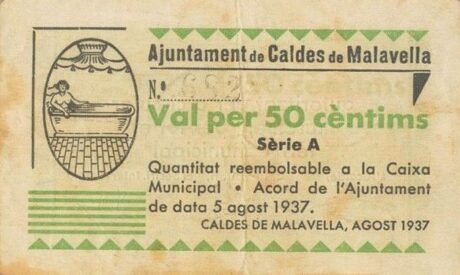 Ajuntament de Caldes de Malavella
N.º
Val per 50 cèntims
Sèrie A
Quantitat reembolsable a la Caixa
Municipal • Acord de l'Ajuntament
de data 5 agost 1937.
CALDES DE MALAVELLA, AGOST 1937